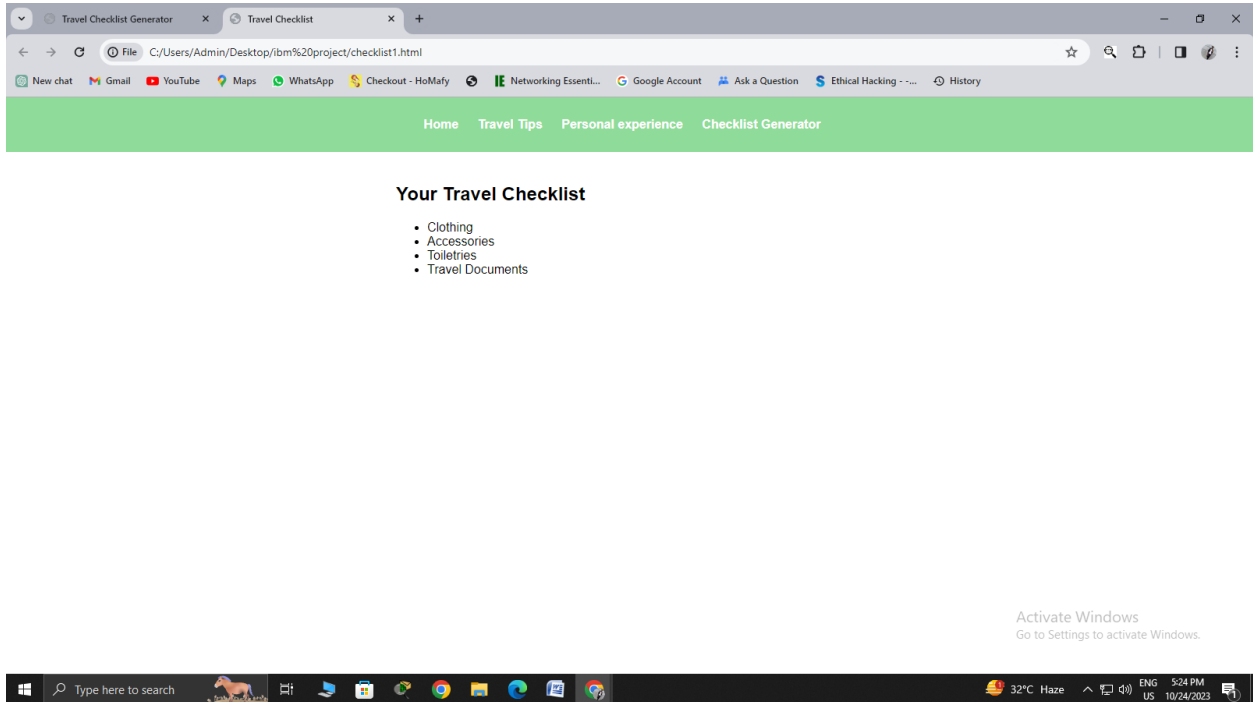 Travel Checklist Generator
Travel Checklist
File C:/Users/Admin/Desktop/ibm%20project/checklist1.html
New chat Gmail YouTube Maps WhatsApp Checkout - HoMafy Networking Essenti... Google Account Ask a Question Ethical Hacking - -... History
Home Travel Tips Personal experience Checklist Generator
Your Travel Checklist
• Clothing
• Accessories
• Toiletries
• Travel Documents
Activate Windows
Go to Settings to activate Windows.
Type here to search
32°C Haze
ENG 5:24 PM
US 10/24/2023